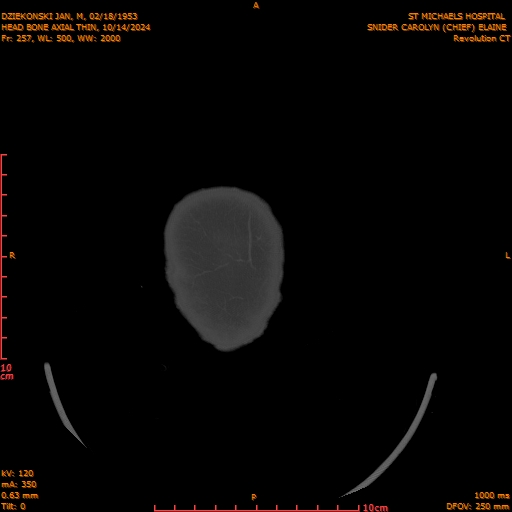 A
DZIEKONSKI JAN, M, 02/18/1953
HEAD BONE AXIAL THIN, 10/14/2024
Fr: 257, WL: 500, WW: 2000
ST MICHAELS HOSPITAL
SNIDER CAROLYN (CHIEF) ELAINE
Revolution CT
R
L
10
cm
kV: 120
mA: 350
0.63 mm
Tilt: 0
P
10cm
1000 ms
DFOV: 250 mm